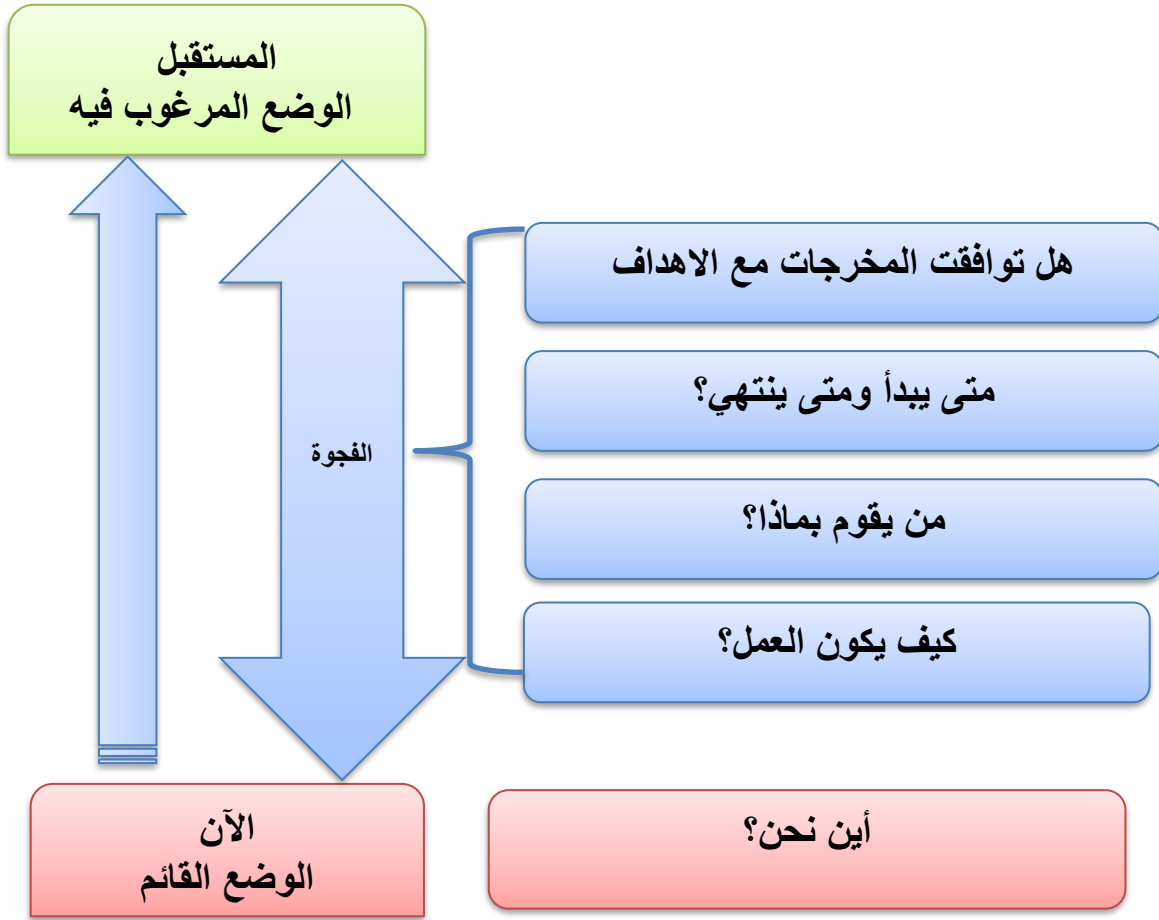 المستقبل
الوضع المرغوب فيه
هل توافقت المخرجات مع الاهداف
متى يبدأ ومتى ينتهي؟
الفجوة
من يقوم بماذا؟
كيف يكون العمل؟
أين نحن؟
الآن
الوضع القائم